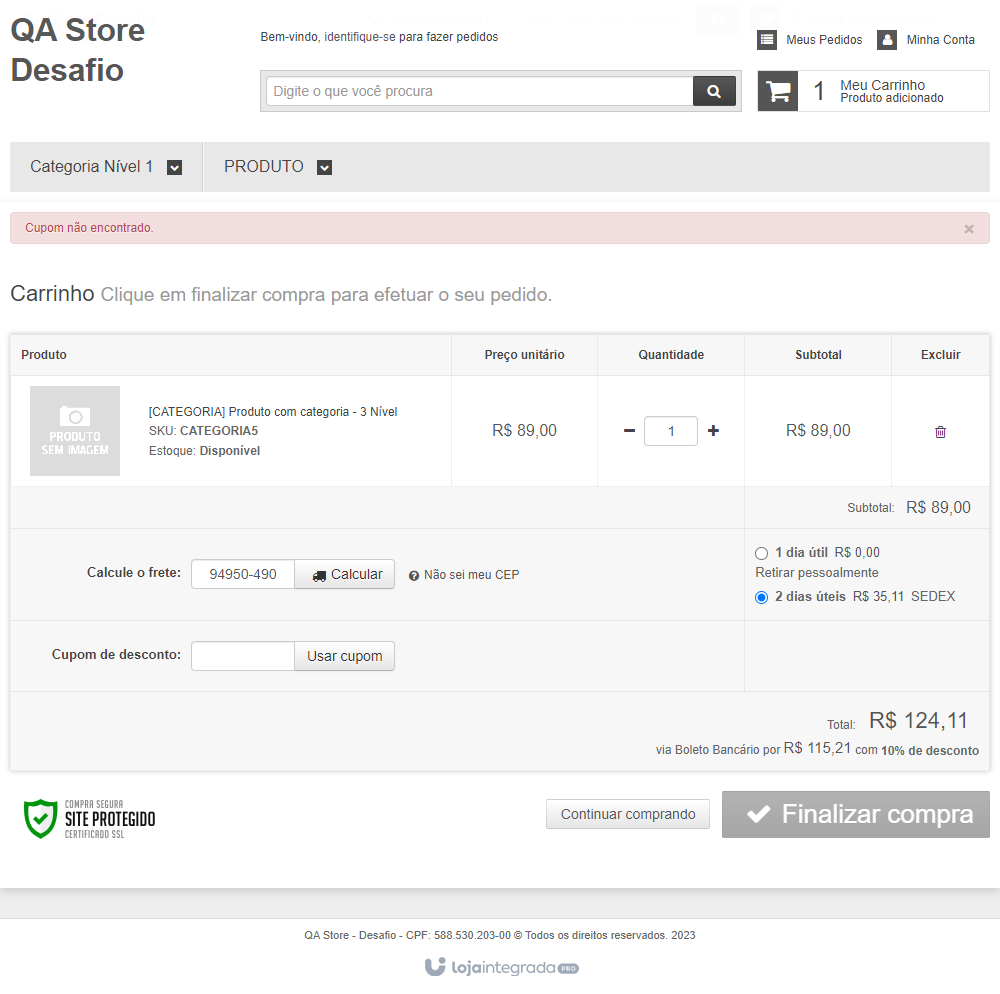 QA Store
Desafio
Bem-vindo, identifique-se para fazer pedidos
Meus Pedidos
Minha Conta
Digite o que você procura
1
Meu Carrinho
Produto adicionado
Categoria Nível 1
PRODUTO
Cupom não encontrado.
×
Carrinho Clique em finalizar compra para efetuar o seu pedido.
Produto
Preço unitário
Quantidade
Subtotal
Excluir
PRODUTO
SEM IMAGEM
[CATEGORIA] Produto com categoria - 3 Nível
SKU: CATEGORIA5
Estoque: Disponível
R$ 89,00
1
R$ 89,00
Subtotal: R$ 89,00
Calcule o frete:
94950-490
Calcular
Não sei meu CEP
1 dia útil R$ 0,00
Retirar pessoalmente
2 dias úteis R$ 35,11 SEDEX
Cupom de desconto:
Usar cupom
Total: R$ 124,11
via Boleto Bancário por R$ 115,21 com 10% de desconto
COMPRA SEGURA
SITE PROTEGIDO
CERTIFICADO SSL
Continuar comprando
Finalizar compra
QA Store - Desafio - CPF: 588.530.203-00 © Todos os direitos reservados. 2023
lojaintegrada PRO